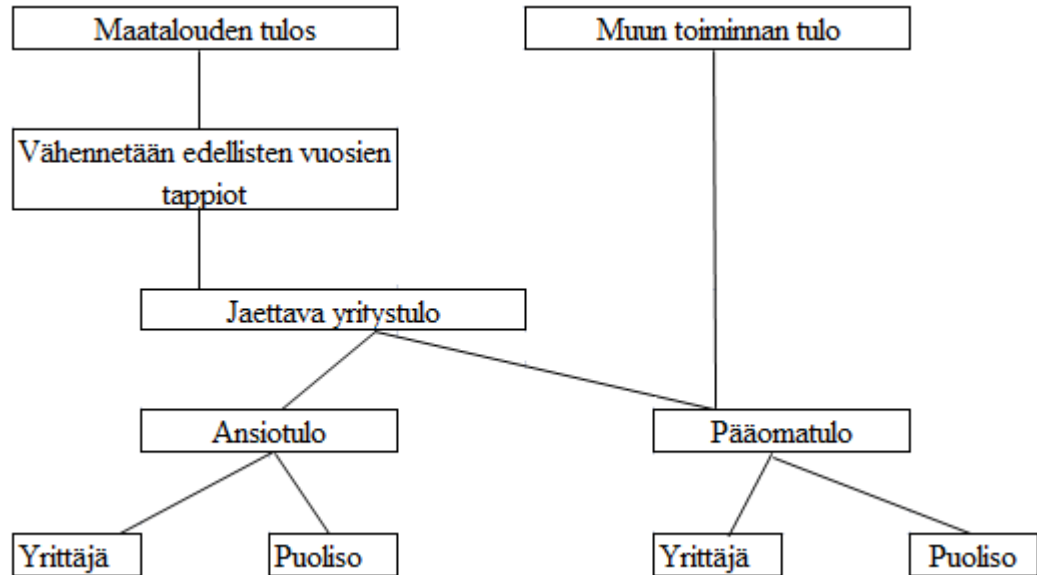 Maatalouden tulos
Muun toiminnan tulo
Vähennetään edellisten vuosien
tappiot
Jaettava yritystulo
Ansiotulo
Pääomatulo
Yrittäjä
Puoliso
Yrittäjä
Puoliso